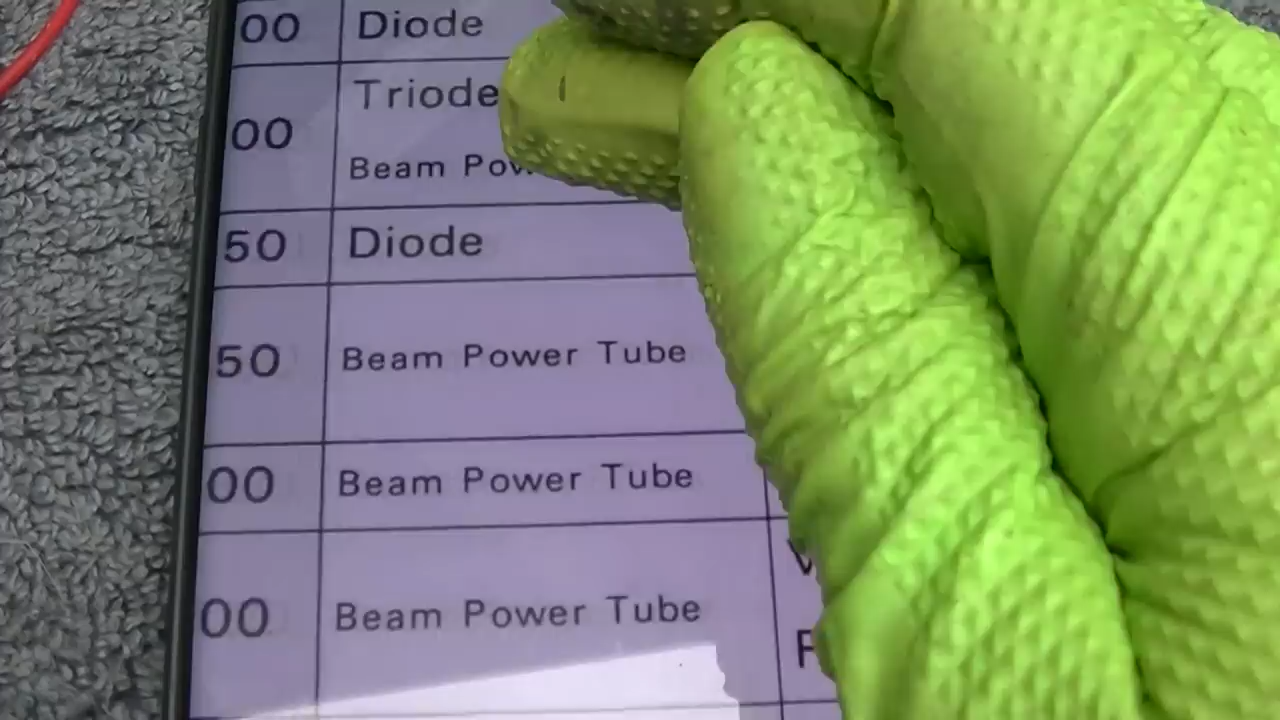 00 Diode
Triode
00
Beam
50 Diode
50 Beam Power Tube
00 Beam Power Tube
00 Beam Power Tube
F